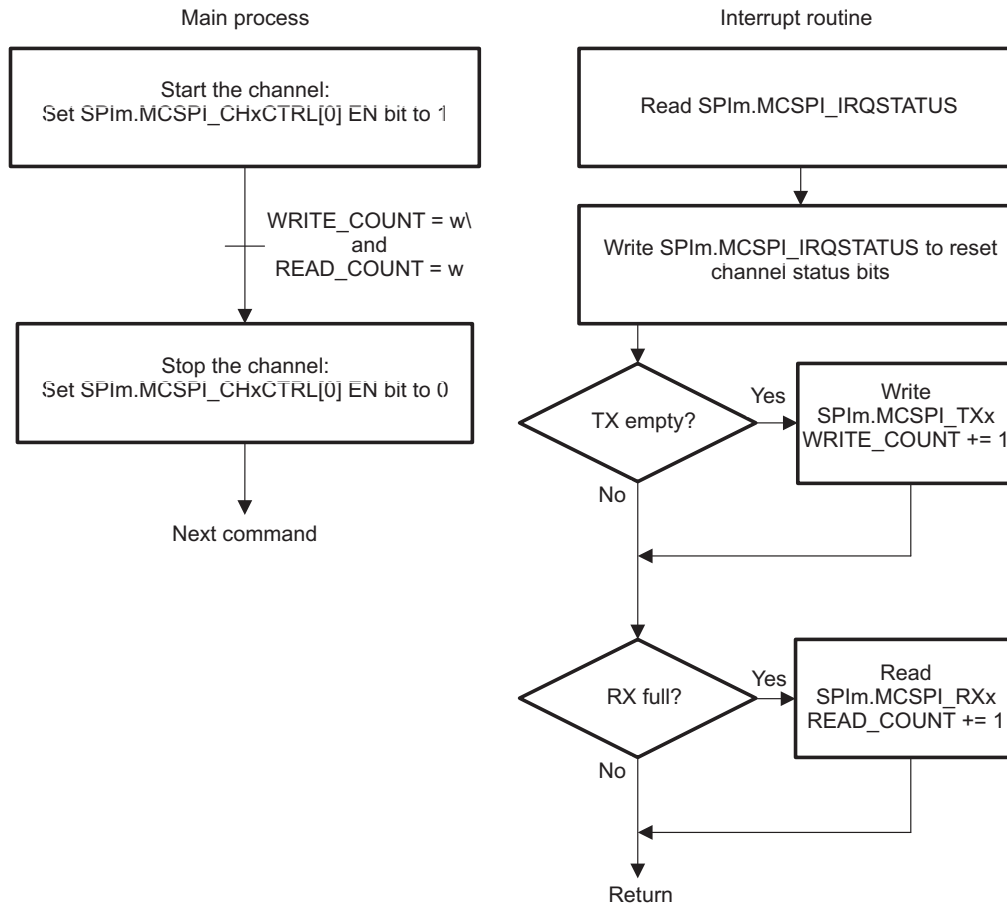 Main process
Start the channel:
Set SPIm.MCSPI_CHxCTRL[0] EN bit to 1
WRITE_COUNT = w\
and
READ_COUNT = w
Stop the channel:
Set SPIm.MCSPI_CHxCTRL[0] EN bit to 0
Next command
Interrupt routine
Read SPIm.MCSPI_IRQSTATUS
Write SPIm.MCSPI_IRQSTATUS to reset
channel status bits
TX empty?
Yes
Write
SPIm.MCSPI_TXx
WRITE_COUNT += 1
No
RX full?
Yes
Read
SPIm.MCSPI_RXx
READ_COUNT += 1
No
Return